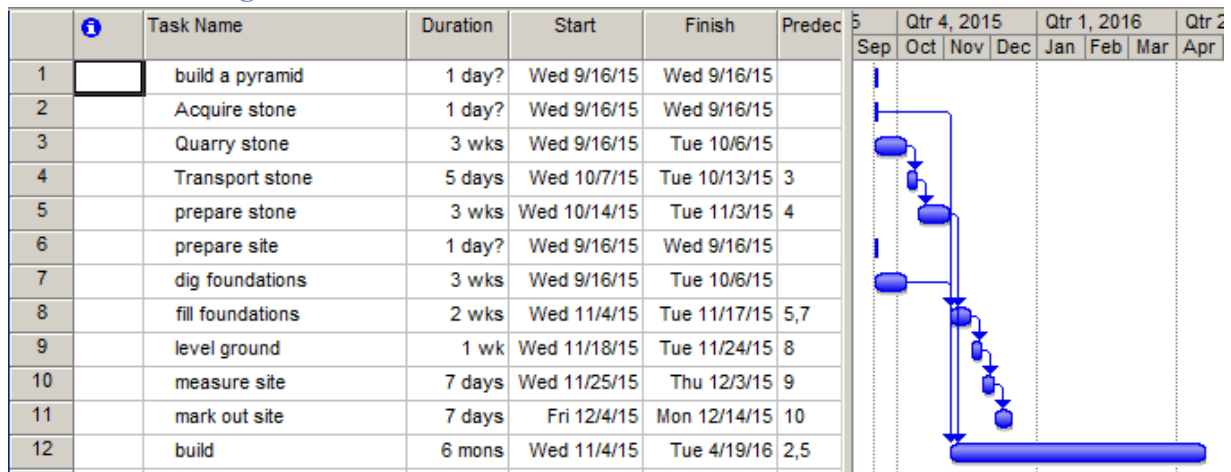 Task Name Duration Start Finish Predec 5 Qtr 4, 2015 Qtr 1, 2016 Qtr 2
Sep Oct Nov Dec Jan Feb Mar Apr
1 build a pyramid 1 day? Wed 9/16/15 Wed 9/16/15
2 Acquire stone 1 day? Wed 9/16/15 Wed 9/16/15
3 Quarry stone 3 wks Wed 9/16/15 Tue 10/6/15
4 Transport stone 5 days Wed 10/7/15 Tue 10/13/15 3
5 prepare stone 3 wks Wed 10/14/15 Tue 11/3/15 4
6 prepare site 1 day? Wed 9/16/15 Wed 9/16/15
7 dig foundations 3 wks Wed 9/16/15 Tue 10/6/15
8 fill foundations 2 wks Wed 11/4/15 Tue 11/17/15 5,7
9 level ground 1 wk Wed 11/18/15 Tue 11/24/15 8
10 measure site 7 days Wed 11/25/15 Thu 12/3/15 9
11 mark out site 7 days Fri 12/4/15 Mon 12/14/15 10
12 build 6 mons Wed 11/4/15 Tue 4/19/16 2,5